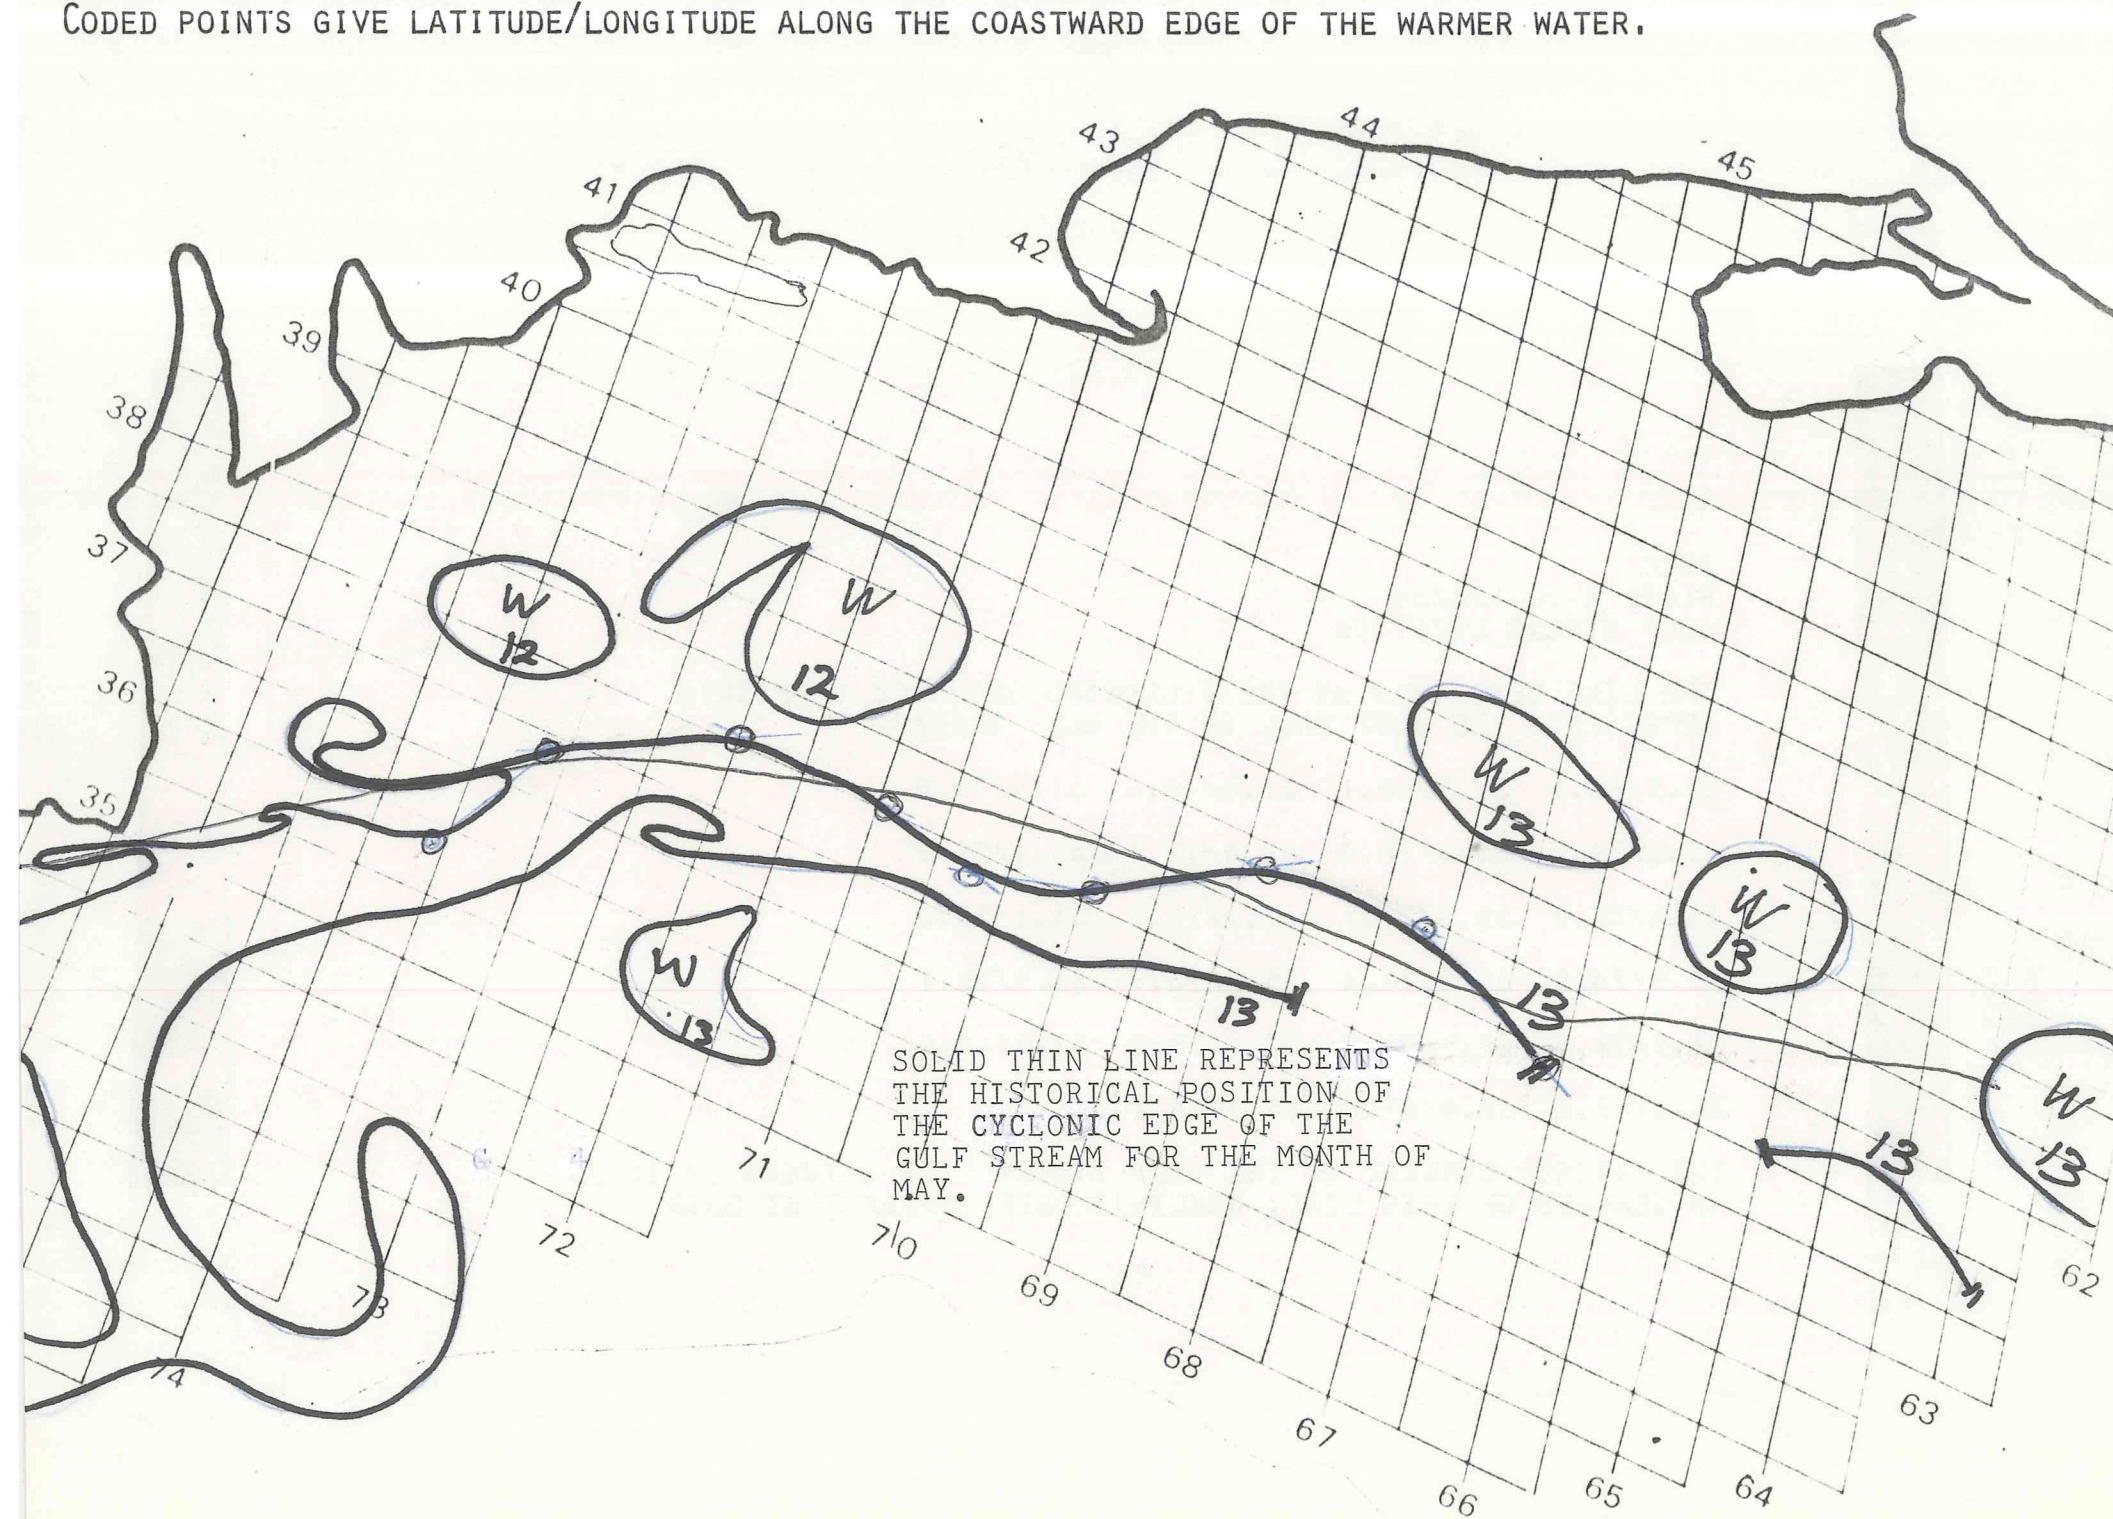 CODED POINTS GIVE LATITUDE/LONGITUDE ALONG THE COASTWARD EDGE OF THE WARMER WATER.
44
43
45
41
42
40
39
38
37
W
12
W
12
36
35
W
13
W
13
W
13
13
13
SOLID THIN LINE REPRESENTS
THE HISTORICAL POSITION OF
THE CYCLONIC EDGE OF THE
GULF STREAM FOR THE MONTH OF
MAY.
W
13
13
71
72
70
69
73
62
74
68
63
67
66
65
64